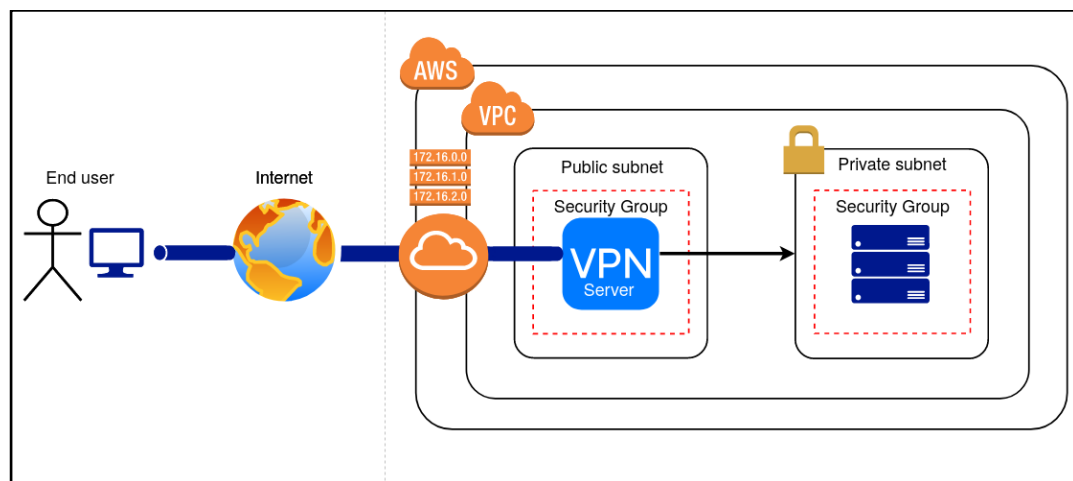 AWS
VPC
172.16.0.0
172.16.1.0
172.16.2.0
End user
Internet
Public subnet
Security Group
VPN
Server
Private subnet
Security Group